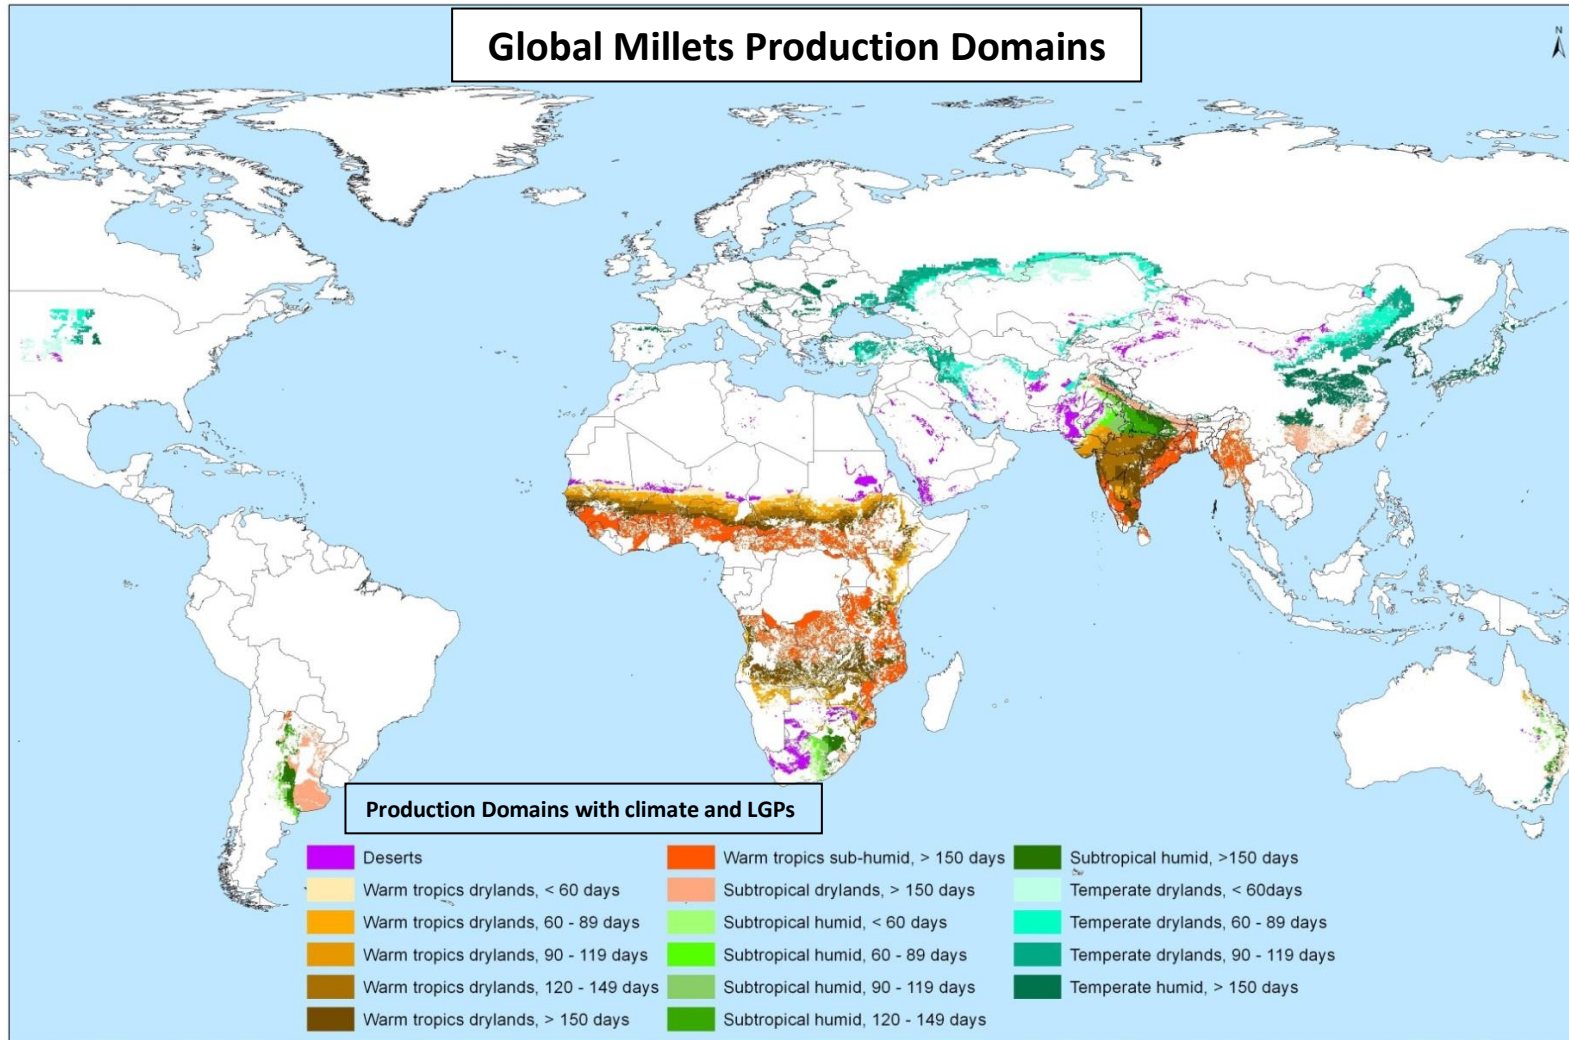 Global Millets Production Domains
N
Production Domains with climate and LGPs
Deserts
Warm tropics drylands, < 60 days
Warm tropics drylands, 60 - 89 days
Warm tropics drylands, 90 - 119 days
Warm tropics drylands, 120 - 149 days
Warm tropics drylands, > 150 days
Warm tropics sub-humid, > 150 days
Subtropical drylands, > 150 days
Subtropical humid, < 60 days
Subtropical humid, 60 - 89 days
Subtropical humid, 90 - 119 days
Subtropical humid, 120 - 149 days
Subtropical humid, >150 days
Temperate drylands, < 60days
Temperate drylands, 60 - 89 days
Temperate drylands, 90 - 119 days
Temperate humid, > 150 days